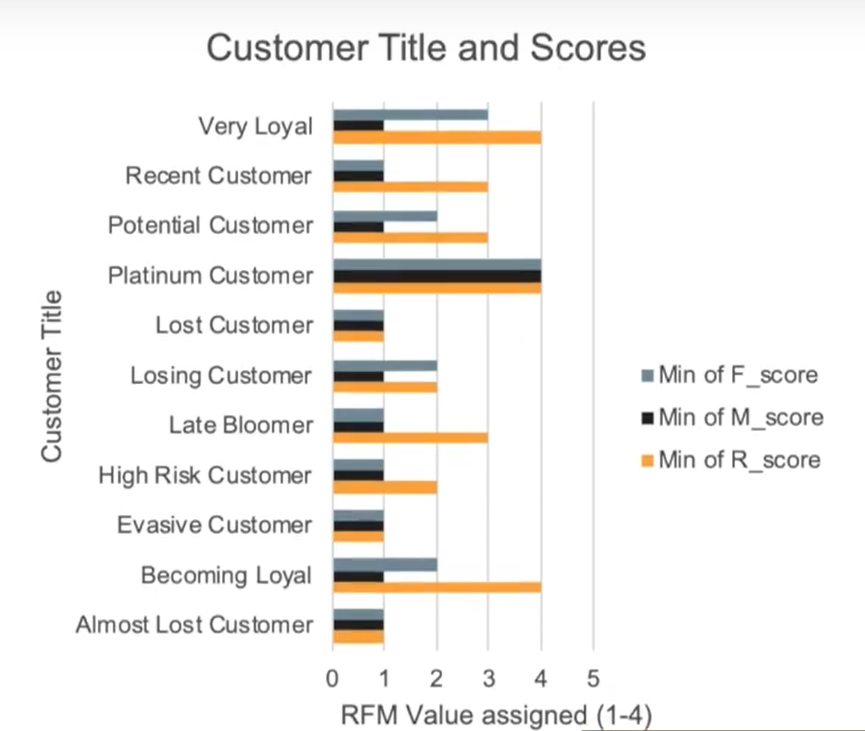 Customer Title and Scores
Customer Title
Very Loyal
Recent Customer
Potential Customer
Platinum Customer
Lost Customer
Losing Customer
Late Bloomer
High Risk Customer
Evasive Customer
Becoming Loyal
Almost Lost Customer
0 1 2 3 4 5
RFM Value assigned (1-4)
Min of F_score
Min of M_score
Min of R_score